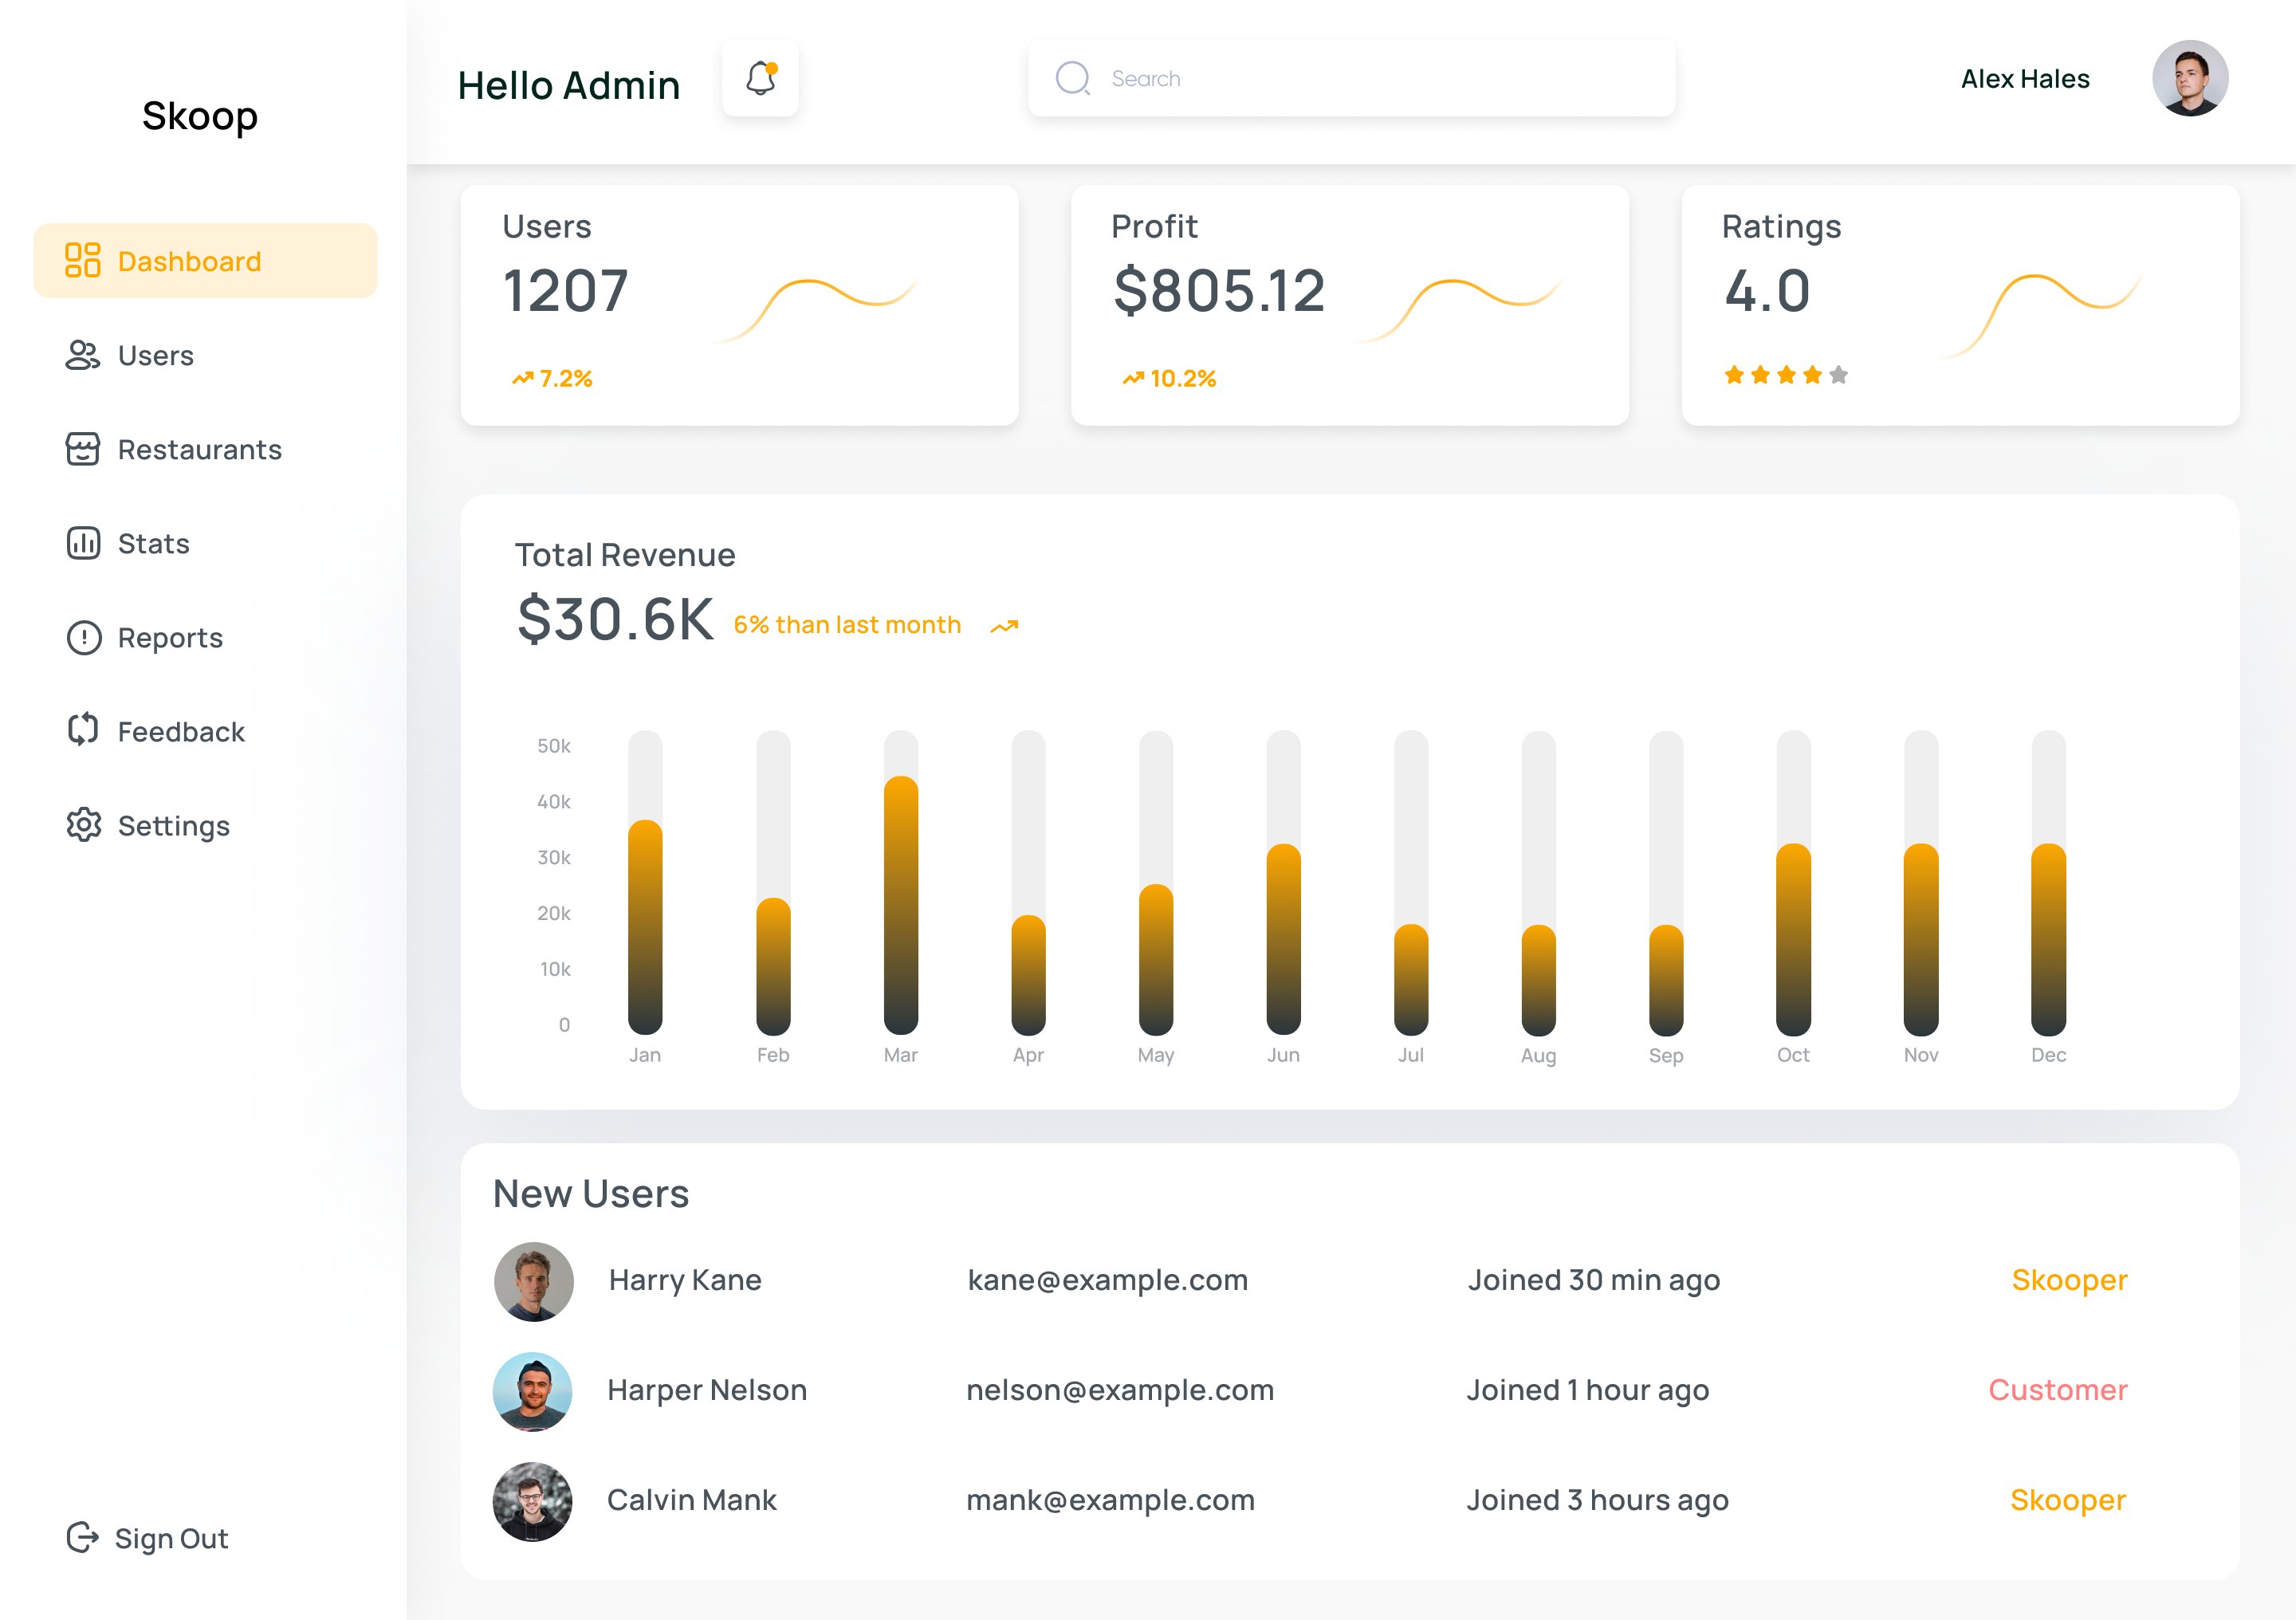 Skoop
Dashboard
Users
Restaurants
Stats
Reports
Feedback
Settings
Sign Out
Hello Admin
Search
Alex Hales
Users
1207
7.2%
Profit
$805.12
10.2%
Ratings
4.0
Total Revenue
$30.6K 6% than last month
50k
40k
30k
20k
10k
0
Jan Feb Mar Apr May Jun Jul Aug Sep Oct Nov Dec
New Users
Harry Kane kane@example.com Joined 30 min ago Skooper
Harper Nelson nelson@example.com Joined 1 hour ago Customer
Calvin Mank mank@example.com Joined 3 hours ago Skooper